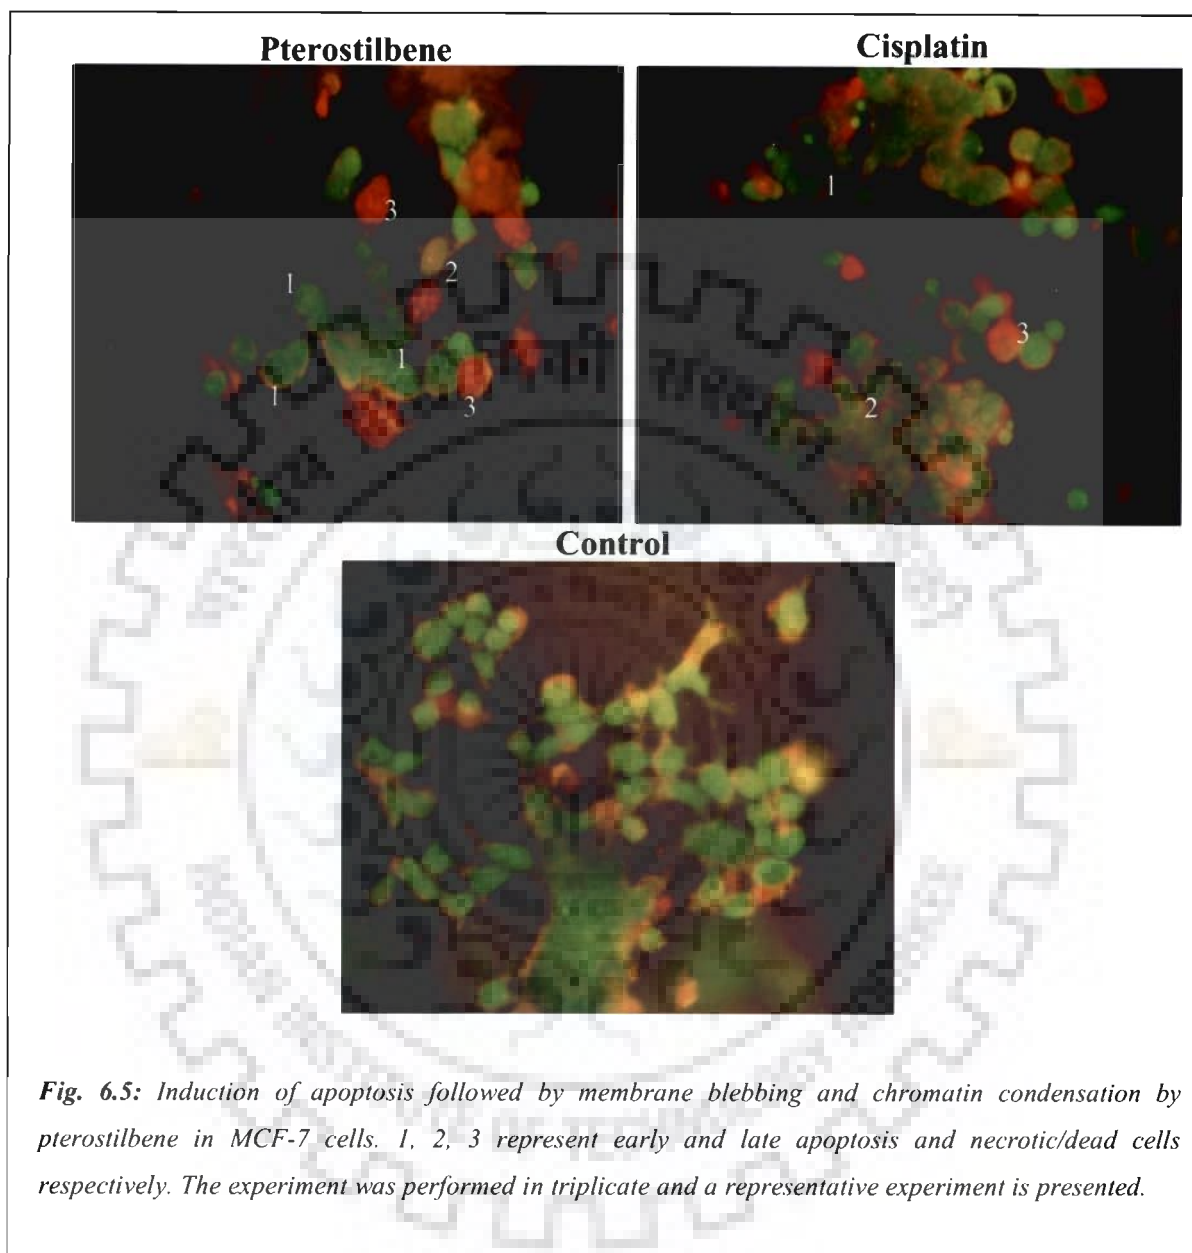 Pterostilbene Cisplatin
3
1
1
2
1
1
3
3
2
Control
Fig. 6.5: Induction of apoptosis followed by membrane blebbing and chromatin condensation by
pterostilbene in MCF-7 cells. 1, 2, 3 represent early and late apoptosis and necrotic/dead cells
respectively. The experiment was performed in triplicate and a representative experiment is presented.